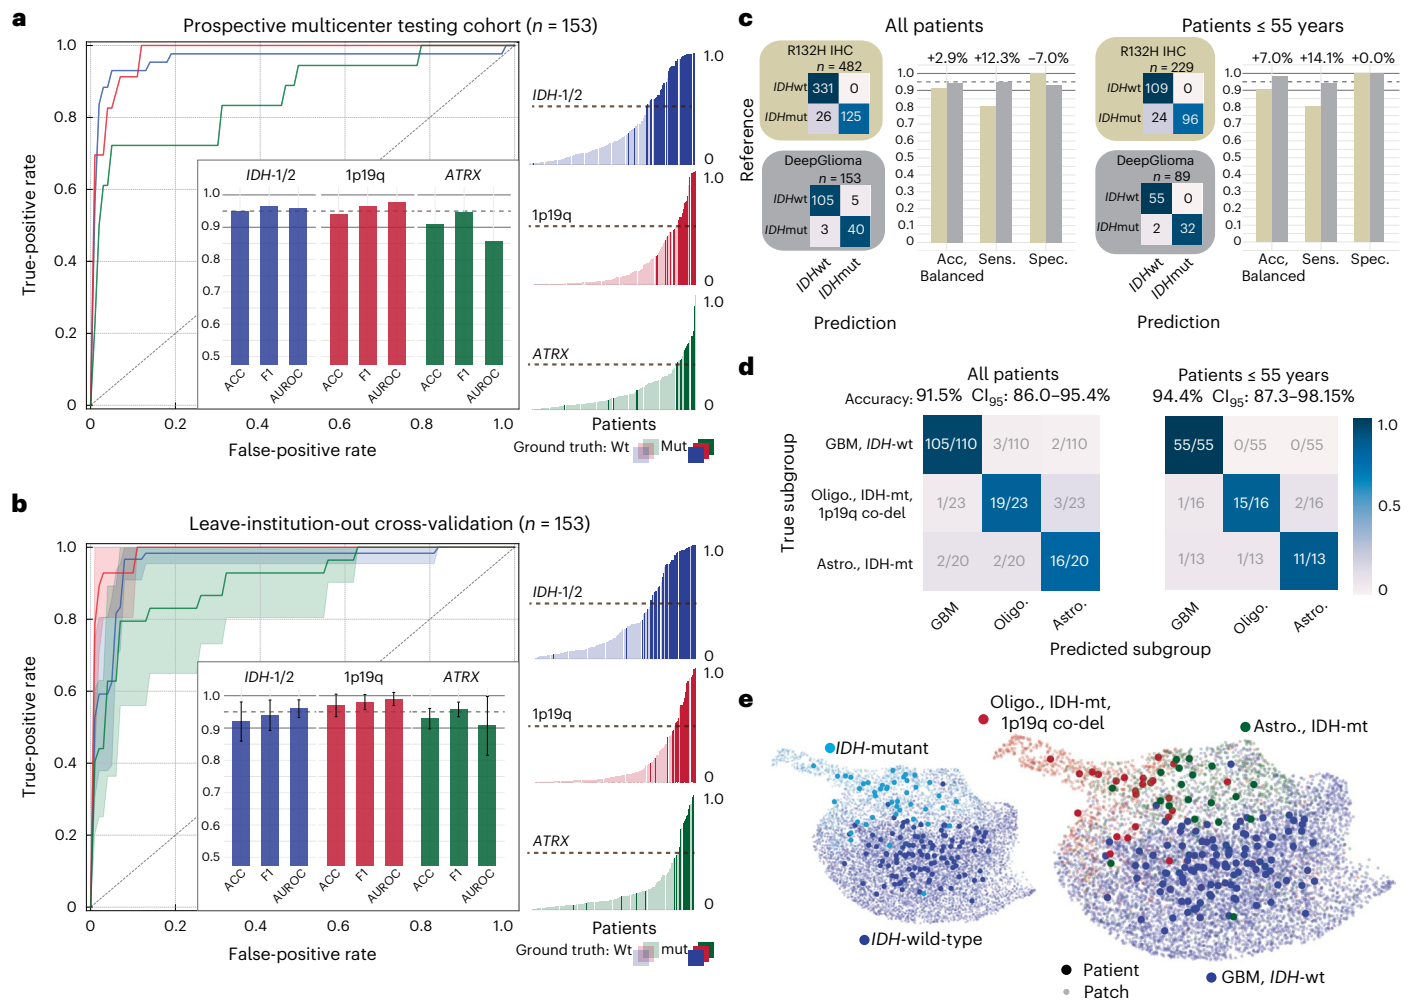 a
Prospective multicenter testing cohort (n = 153)
True-positive rate
1.0
0.8
0.6
0.4
0.2
0
0
0.2
0.4
0.6
0.8
1.0
False-positive rate
IDH-1/2 1p19q ATRX
1.0
0.9
0.8
0.7
0.6
0.5
ACC F1 AUROC ACC F1 AUROC ACC F1 AUROC
1.0
IDH-1/2
0
1.0
1p19q
0
1.0
ATRX
0
Patients
Ground truth: Wt Mut
b
Leave-institution-out cross-validation (n = 153)
True-positive rate
1.0
0.8
0.6
0.4
0.2
0
0
0.2
0.4
0.6
0.8
1.0
False-positive rate
IDH-1/2 1p19q ATRX
1.0
0.9
0.8
0.7
0.6
0.5
ACC F1 AUROC ACC F1 AUROC ACC F1 AUROC
1.0
IDH-1/2
0
1.0
1p19q
0
1.0
ATRX
0
Patients
Ground truth: Wt mut
c
All patients
Reference
R132H IHC
n = 482
IDHwt 331 0
IDHmut 26 125
DeepGlioma
n = 153
IDHwt 105 5
IDHmut 3 40
IDHwt IDHmut
Prediction
+2.9% +12.3% −7.0%
1.0
0.9
0.8
0.7
0.6
0.5
0.4
0.3
0.2
0.1
0
Acc, Sens. Spec.
Balanced
Patients ≤ 55 years
R132H IHC
n = 229
IDHwt 109 0
IDHmut 24 96
DeepGlioma
n = 89
IDHwt 55 0
IDHmut 2 32
IDHwt IDHmut
Prediction
+7.0% +14.1% +0.0%
1.0
0.9
0.8
0.7
0.6
0.5
0.4
0.3
0.2
0.1
0
Acc, Sens. Spec.
Balanced
d
All patients
Accuracy: 91.5% CI95: 86.0–95.4%
True subgroup
GBM, IDH-wt 105/110 3/110 2/110
Oligo., IDH-mt,
1p19q co-del
1/23 19/23 3/23
Astro., IDH-mt 2/20 2/20 16/20
GBM Oligo. Astro.
Patients ≤ 55 years
94.4% CI95: 87.3–98.15%
55/55 0/55 0/55
1/16 15/16 2/16
1/13 1/13 11/13
GBM Oligo. Astro.
Predicted subgroup
1.0
0.5
0
e
IDH-mutant
IDH-wild-type
Oligo., IDH-mt,
1p19q co-del
Astro., IDH-mt
Patient
Patch
GBM, IDH-wt